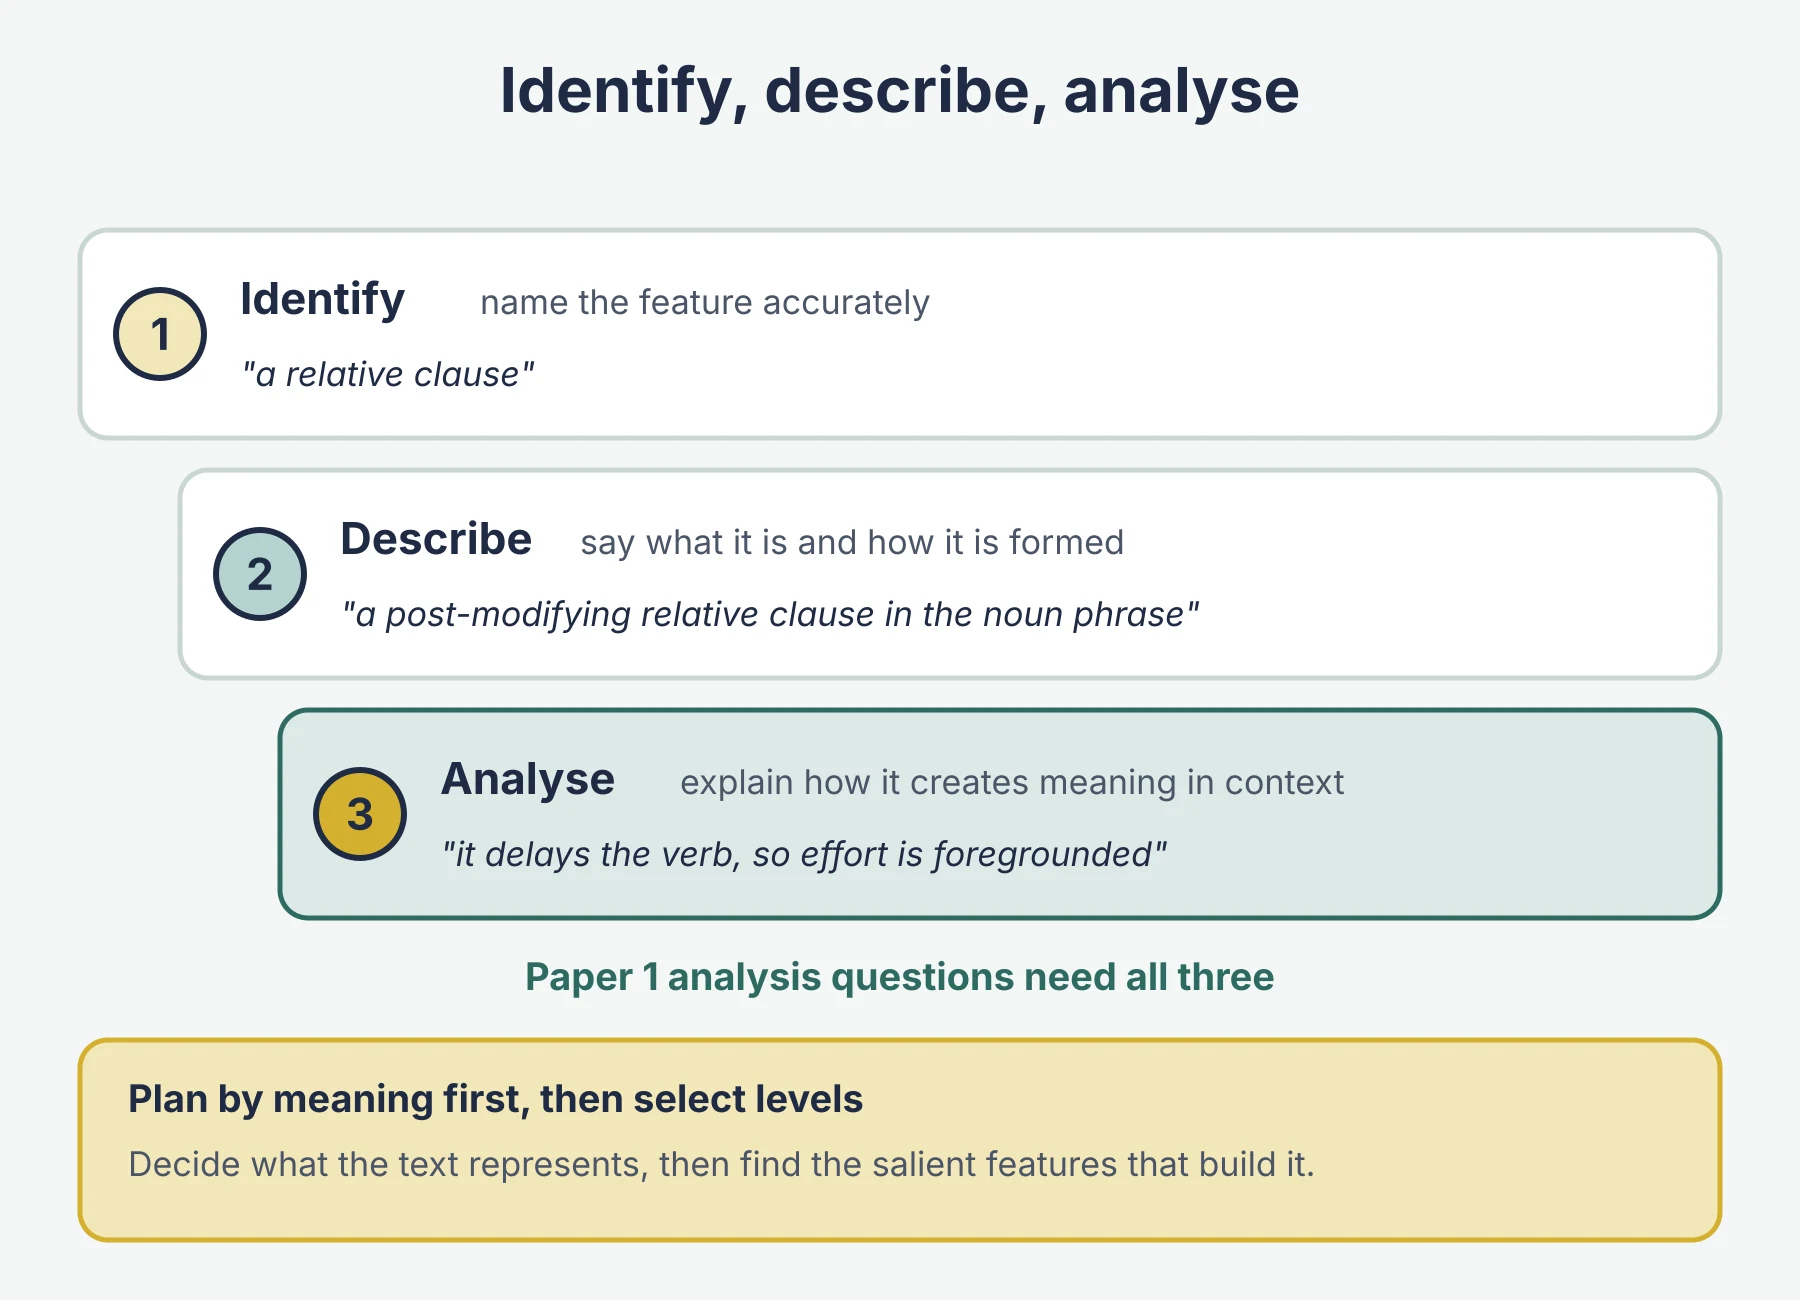 Identify, describe, analyse
1
Identify name the feature accurately
"a relative clause"
2
Describe say what it is and how it is formed
"a post-modifying relative clause in the noun phrase"
3
Analyse explain how it creates meaning in context
"it delays the verb, so effort is foregrounded"
Paper 1 analysis questions need all three
Plan by meaning first, then select levels
Decide what the text represents, then find the salient features that build it.